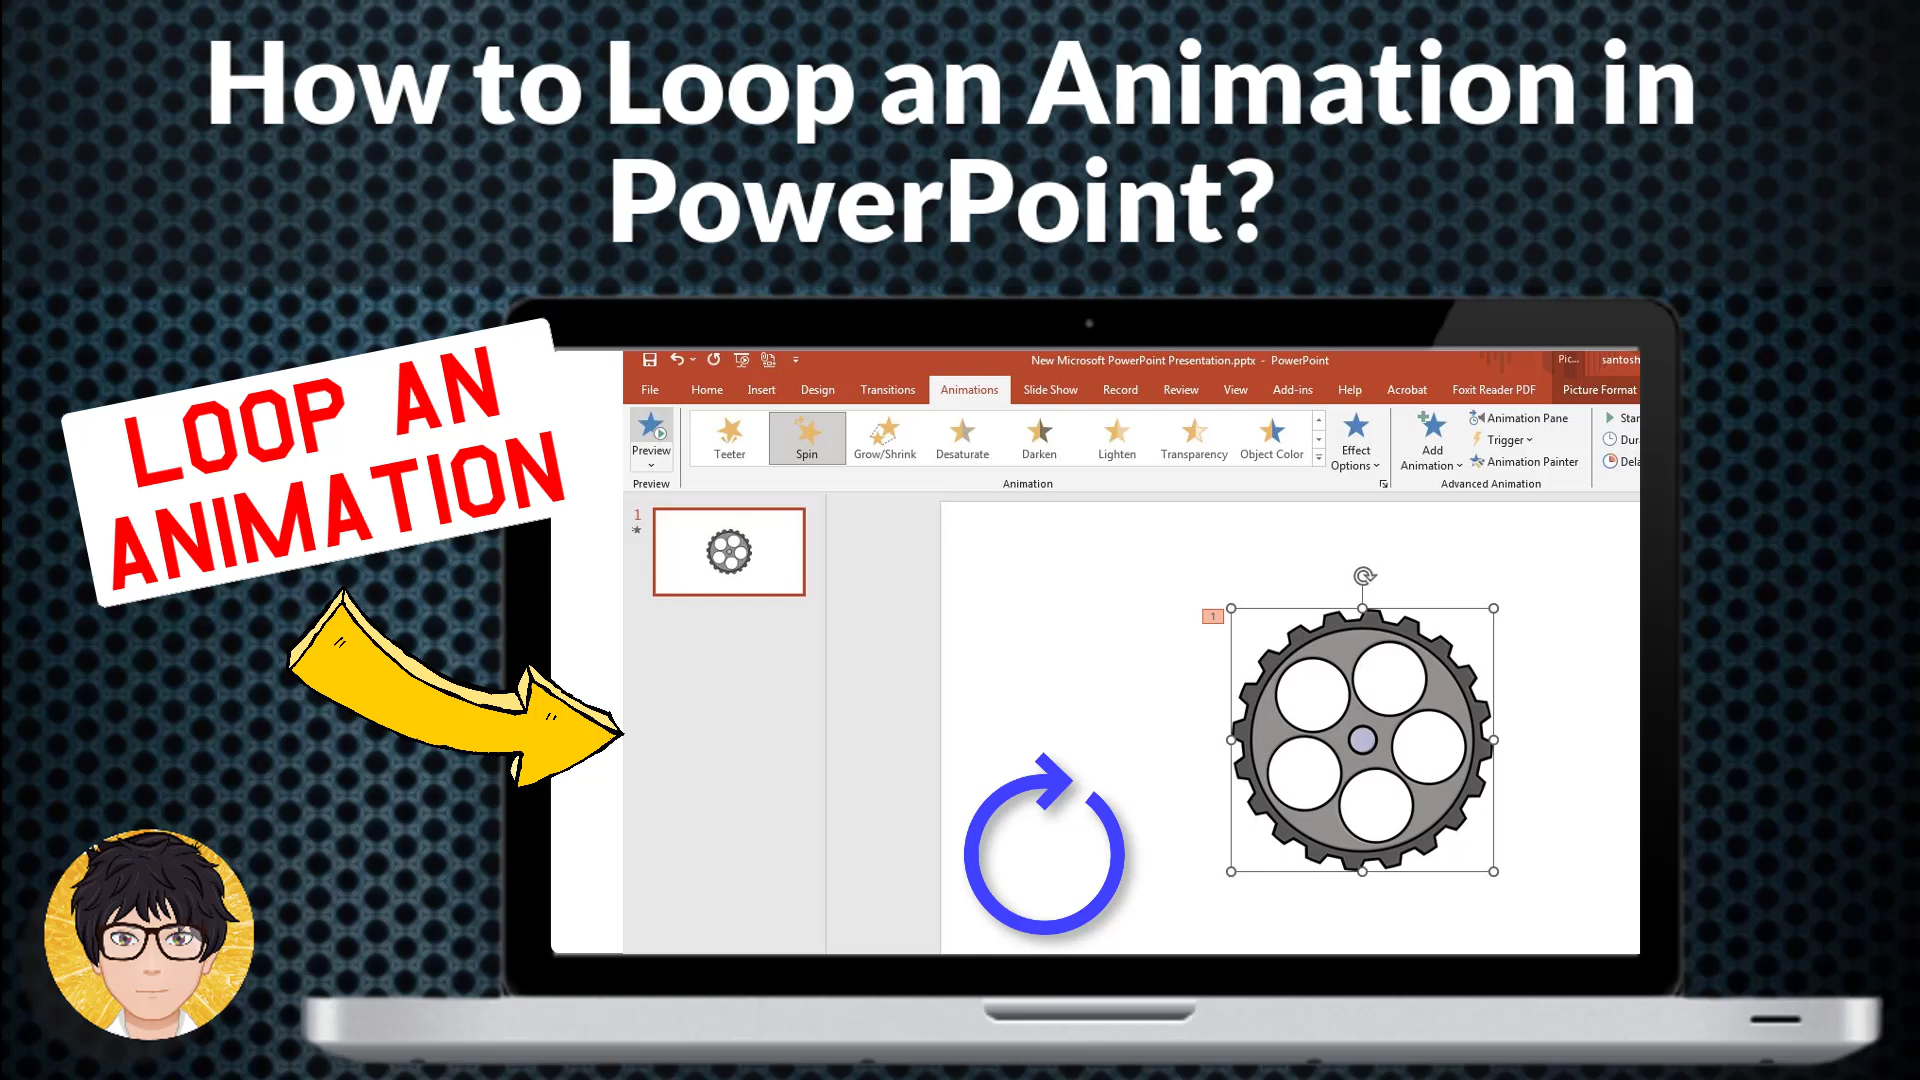 How to Loop an Animation in
PowerPoint?
LOOP AN
ANIMATION
New Microsoft PowerPoint Presentation.pptx - PowerPoint
Pic...
santosh
File Home Insert Design Transitions Animations Slide Show Record Review View Add-ins Help Acrobat Foxit Reader PDF Picture Format
Preview
Teeter Spin Grow/Shrink Desaturate Darken Lighten Transparency Object Color
Effect
Options
Add
Animation
Animation Pane
Trigger
Animation Painter
Star
Dura
Dela
Preview Animation Advanced Animation
1
1